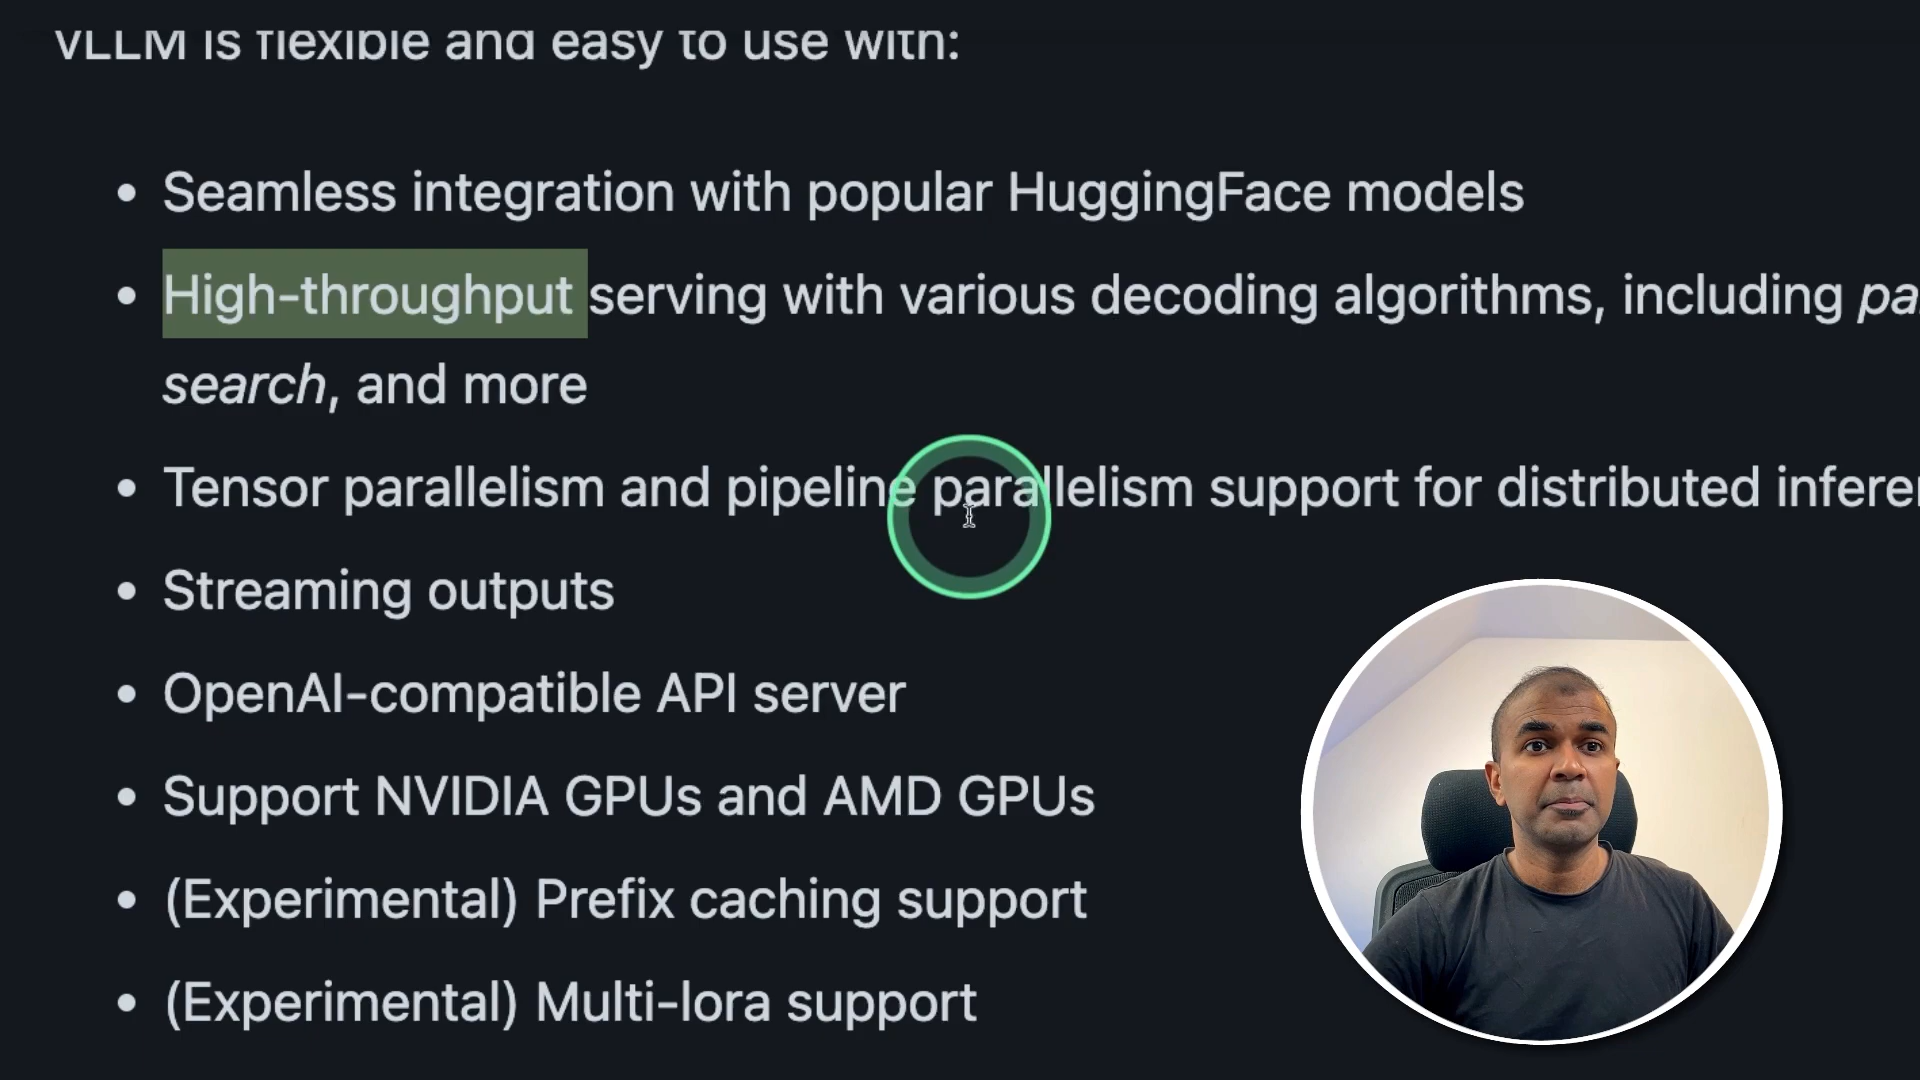 vLLM is flexible and easy to use with:
• Seamless integration with popular HuggingFace models
• High-throughput serving with various decoding algorithms, including
search, and more
• Tensor parallelism and pipeline parallelism support for distributed
• Streaming outputs
• OpenAI-compatible API server
• Support NVIDIA GPUs and AMD GPUs
• (Experimental) Prefix caching support
• (Experimental) Multi-lora support